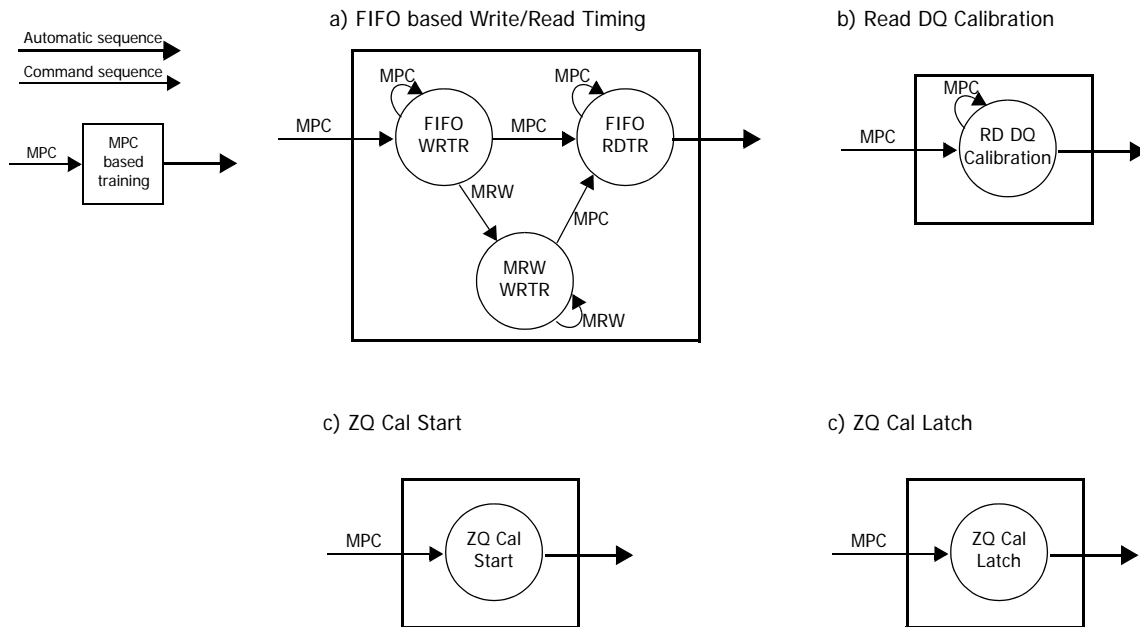 a) FIFO based Write/Read Timing
b) Read DQ Calibration
Automatic sequence
Command sequence
MPC
MPC
based
training
MPC
MPC
FIFO
WRTR
MPC
MPC
FIFO
RDTR
MRW
MPC
MRW
WRTR
MRW
MPC
MPC
RD DQ
Calibration
c) ZQ Cal Start
c) ZQ Cal Latch
MPC
ZQ Cal
Start
MPC
ZQ Cal
Latch